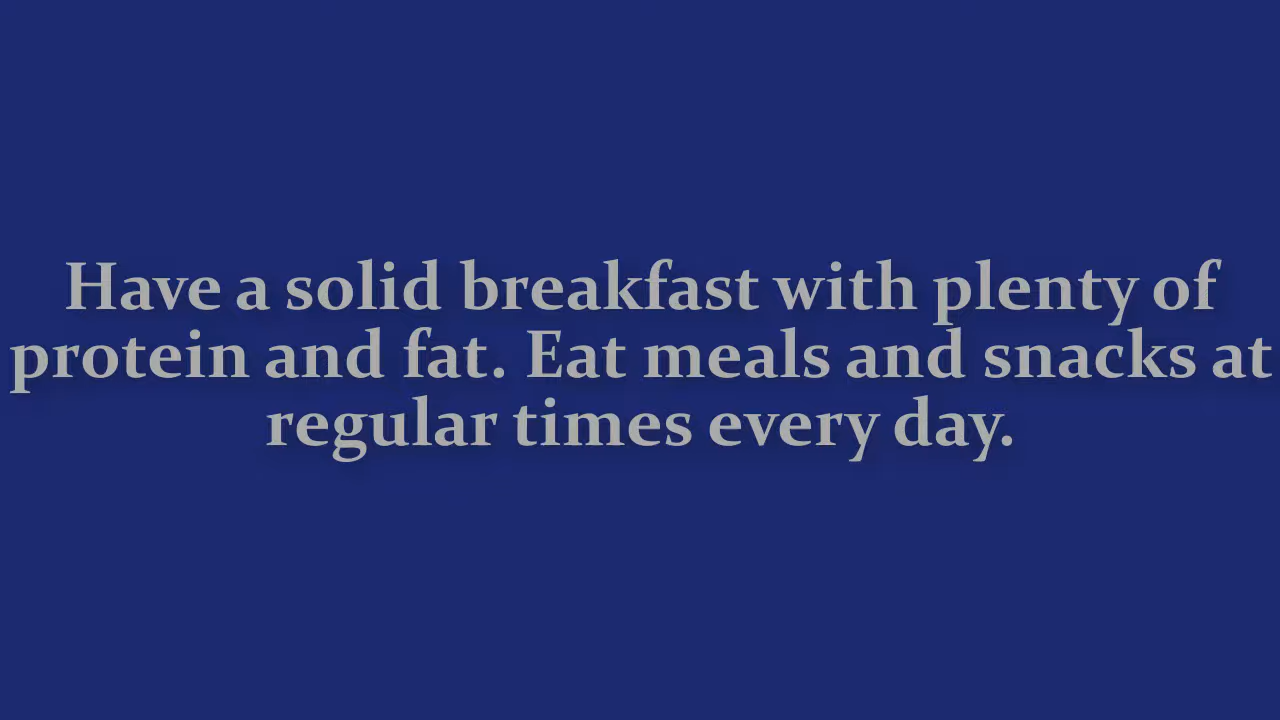 Have a solid breakfast with plenty of
protein and fat. Eat meals and snacks at
regular times every day.